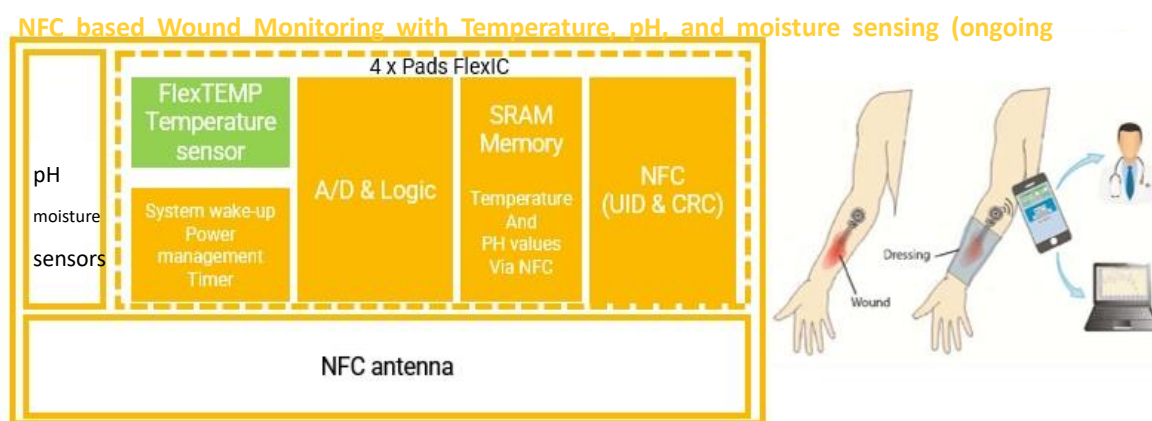 NFC based Wound Monitoring with Temperature, pH, and moisture sensing (ongoing
4 x Pads FlexIC
pH
moisture
sensors
FlexTEMP
Temperature
sensor
System wake-up
Power
management
Timer
A/D & Logic
SRAM
Memory
Temperature
And
PH values
Via NFC
NFC
(UID & CRC)
NFC antenna
Wound
Dressing